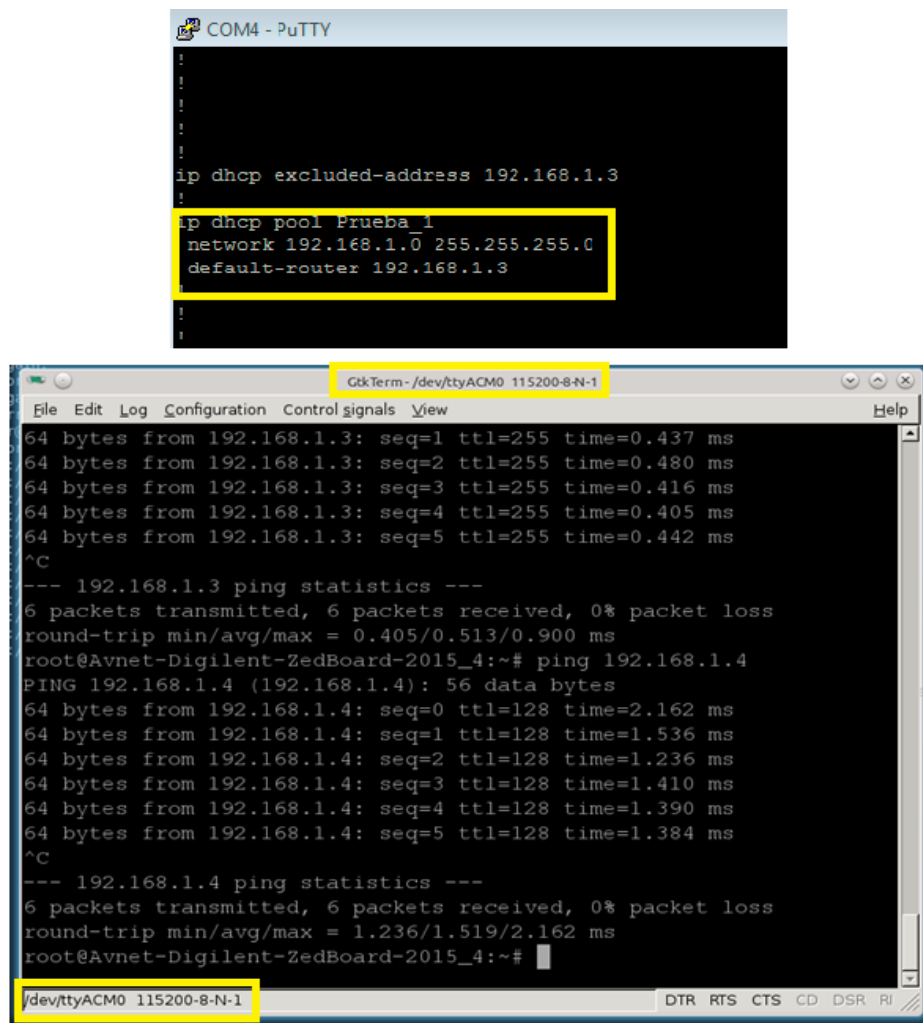 COM4 - PuTTY
!
!
!
!
!
ip dhcp excluded-address 192.168.1.3
!
ip dhcp pool Prueba_1
network 192.168.1.0 255.255.255.0
default-router 192.168.1.3
!
!
!
GtkTerm - /dev/ttyACM0 115200-8-N-1
File Edit Log Configuration Control signals View Help
64 bytes from 192.168.1.3: seq=1 ttl=255 time=0.437 ms
64 bytes from 192.168.1.3: seq=2 ttl=255 time=0.480 ms
64 bytes from 192.168.1.3: seq=3 ttl=255 time=0.416 ms
64 bytes from 192.168.1.3: seq=4 ttl=255 time=0.405 ms
64 bytes from 192.168.1.3: seq=5 ttl=255 time=0.442 ms
^C
--- 192.168.1.3 ping statistics ---
6 packets transmitted, 6 packets received, 0% packet loss
round-trip min/avg/max = 0.405/0.513/0.900 ms
root@Avnet-Digilent-ZedBoard-2015_4:~# ping 192.168.1.4
PING 192.168.1.4 (192.168.1.4): 56 data bytes
64 bytes from 192.168.1.4: seq=0 ttl=128 time=2.162 ms
64 bytes from 192.168.1.4: seq=1 ttl=128 time=1.536 ms
64 bytes from 192.168.1.4: seq=2 ttl=128 time=1.236 ms
64 bytes from 192.168.1.4: seq=3 ttl=128 time=1.410 ms
64 bytes from 192.168.1.4: seq=4 ttl=128 time=1.390 ms
64 bytes from 192.168.1.4: seq=5 ttl=128 time=1.384 ms
^C
--- 192.168.1.4 ping statistics ---
6 packets transmitted, 6 packets received, 0% packet loss
round-trip min/avg/max = 1.236/1.519/2.162 ms
root@Avnet-Digilent-ZedBoard-2015_4:~#
/dev/ttyACM0 115200-8-N-1 DTR RTS CTS CD DSR RI